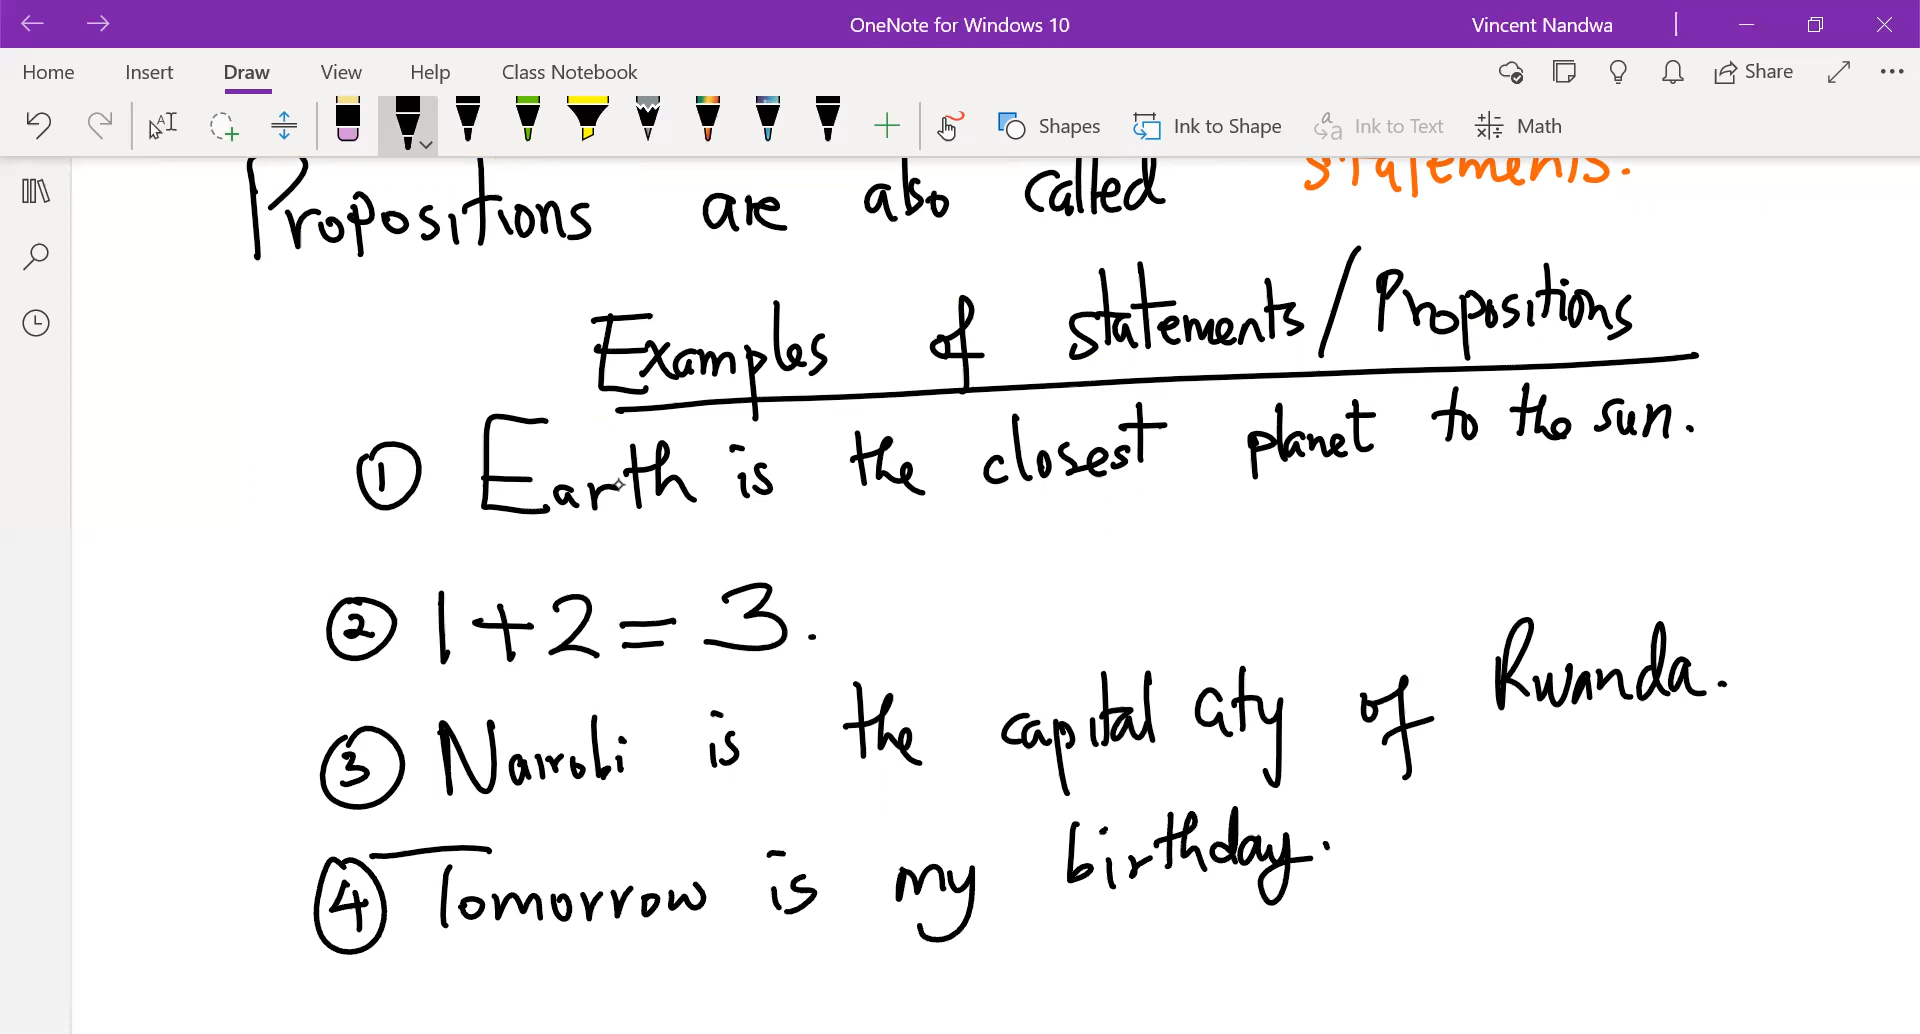 OneNote for Windows 10
Vincent Nandwa
Home Insert Draw View Help Class Notebook Share
Shapes Ink to Shape Ink to Text Math
Propositions are also called statements.
Examples of statements/Propositions
① Earth is the closest planet to the sun.
② 1+2=3.
③ Nairobi is the capital city of Rwanda.
④ Tomorrow is my birthday.